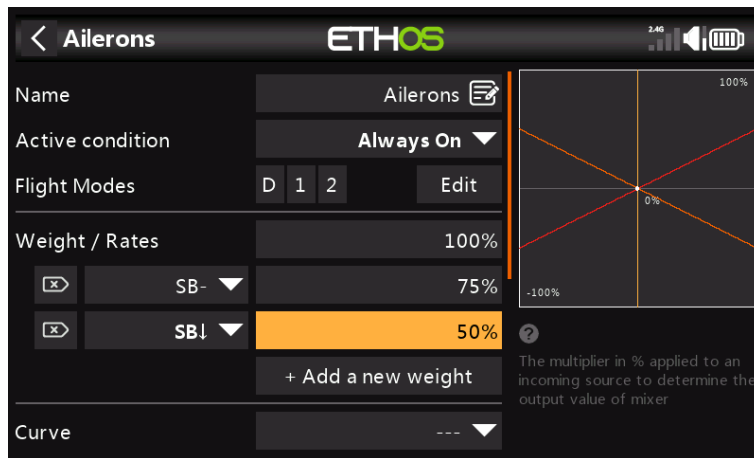 Ailerons
ETHOS
2.4G
Name
Ailerons
Active condition
Always On
Flight Modes
D 1 2
Edit
Weight / Rates
100%
SB-
75%
SB↓
50%
+ Add a new weight
Curve
---
100%
0%
-100%
?
The multiplier in % applied to an
incoming source to determine the
output value of mixer